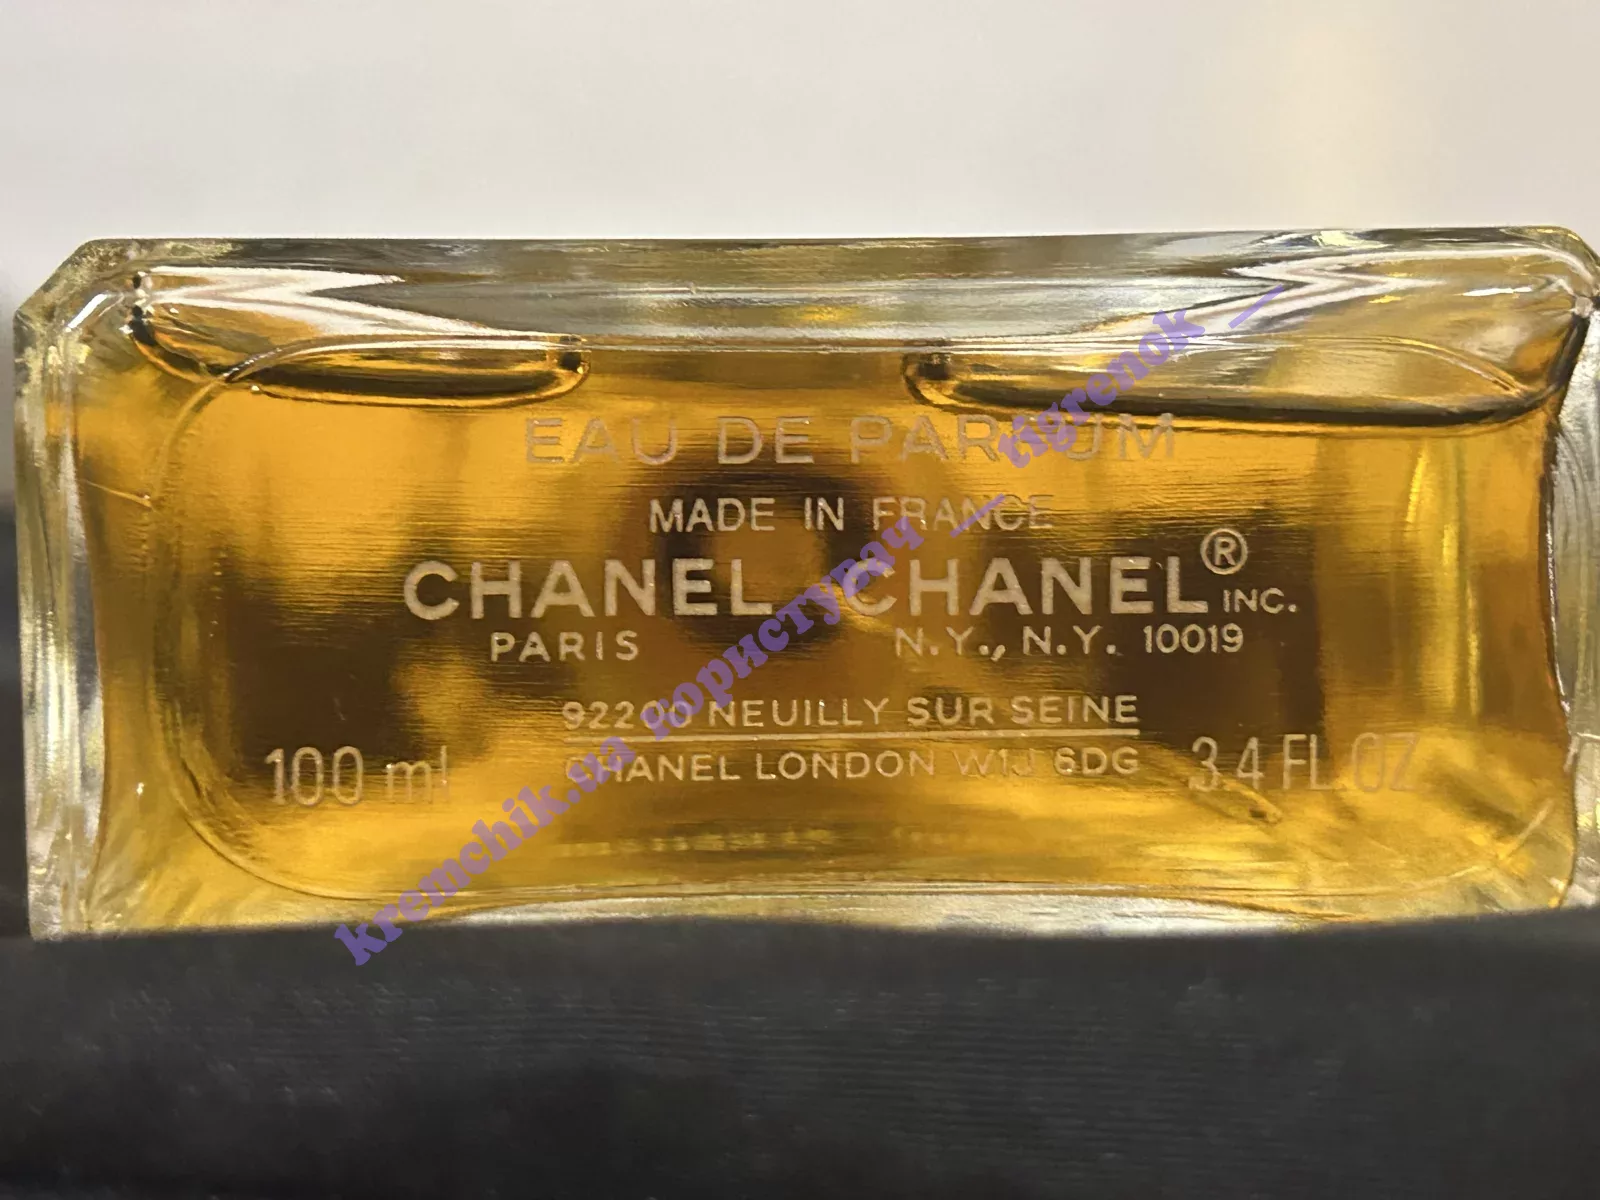 EAU DE PARFUM
MADE IN FRANCE
CHANEL CHANEL® INC.
PARIS N.Y., N.Y. 10019
92200 NEUILLY SUR SEINE
100 ml CHANEL LONDON W1J 6DG 3.4 FL.OZ
kremchik.ua користувач __tigrenok__